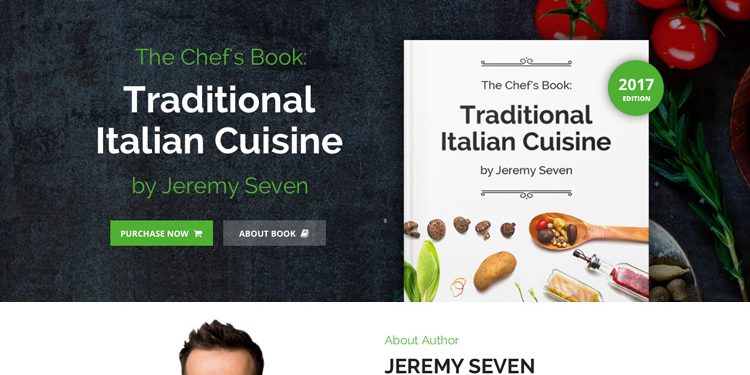 The Chef's Book:
Traditional
Italian Cuisine
by Jeremy Seven
PURCHASE NOW
ABOUT BOOK
The Chef's Book:
Traditional
Italian Cuisine
by Jeremy Seven
2017
EDITION
About Author
JEREMY SEVEN